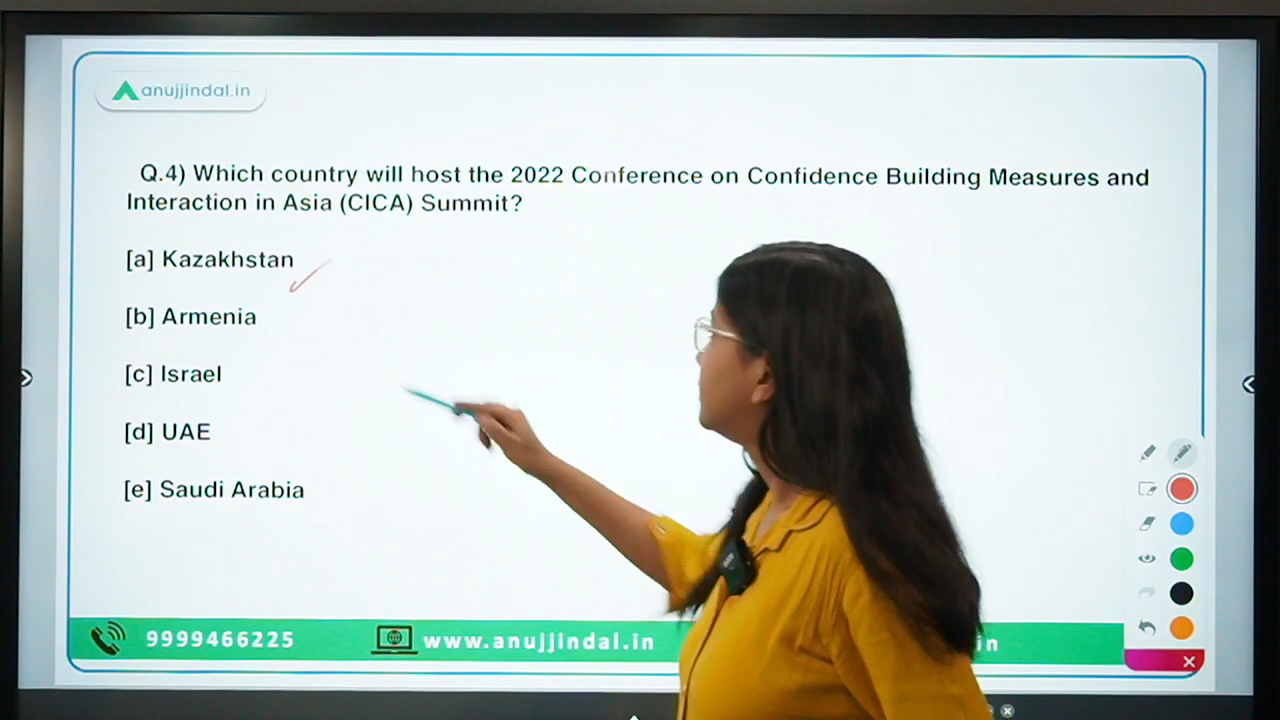 anujjindal.in
Q.4) Which country will host the 2022 Conference on Confidence Building Measures and
Interaction in Asia (CICA) Summit?
[a] Kazakhstan
[b] Armenia
[c] Israel
[d] UAE
[e] Saudi Arabia
9999466225 www.anujjindal.in in